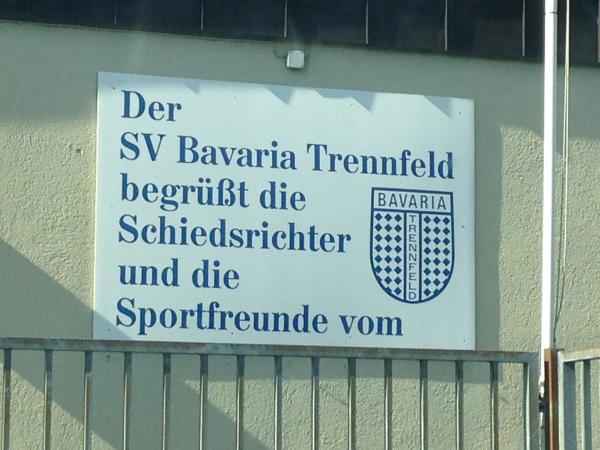 Der
SV Bavaria Trennfeld
begrüßt die
Schiedsrichter
und die
Sportfreunde vom
BAVARIA
TRENNFELD